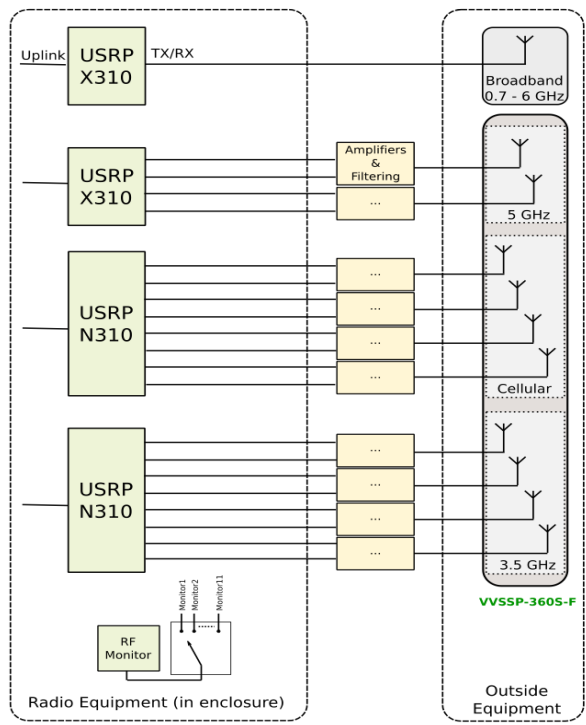 Uplink
USRP
X310
TX/RX
Broadband
0.7 - 6 GHz
USRP
X310
Amplifiers
&
Filtering
...
5 GHz
USRP
N310
...
...
...
...
Cellular
USRP
N310
...
...
...
...
3.5 GHz
VVSSP-360S-F
Monitor1
Monitor2
Monitor11
RF
Monitor
Radio Equipment (in enclosure)
Outside
Equipment